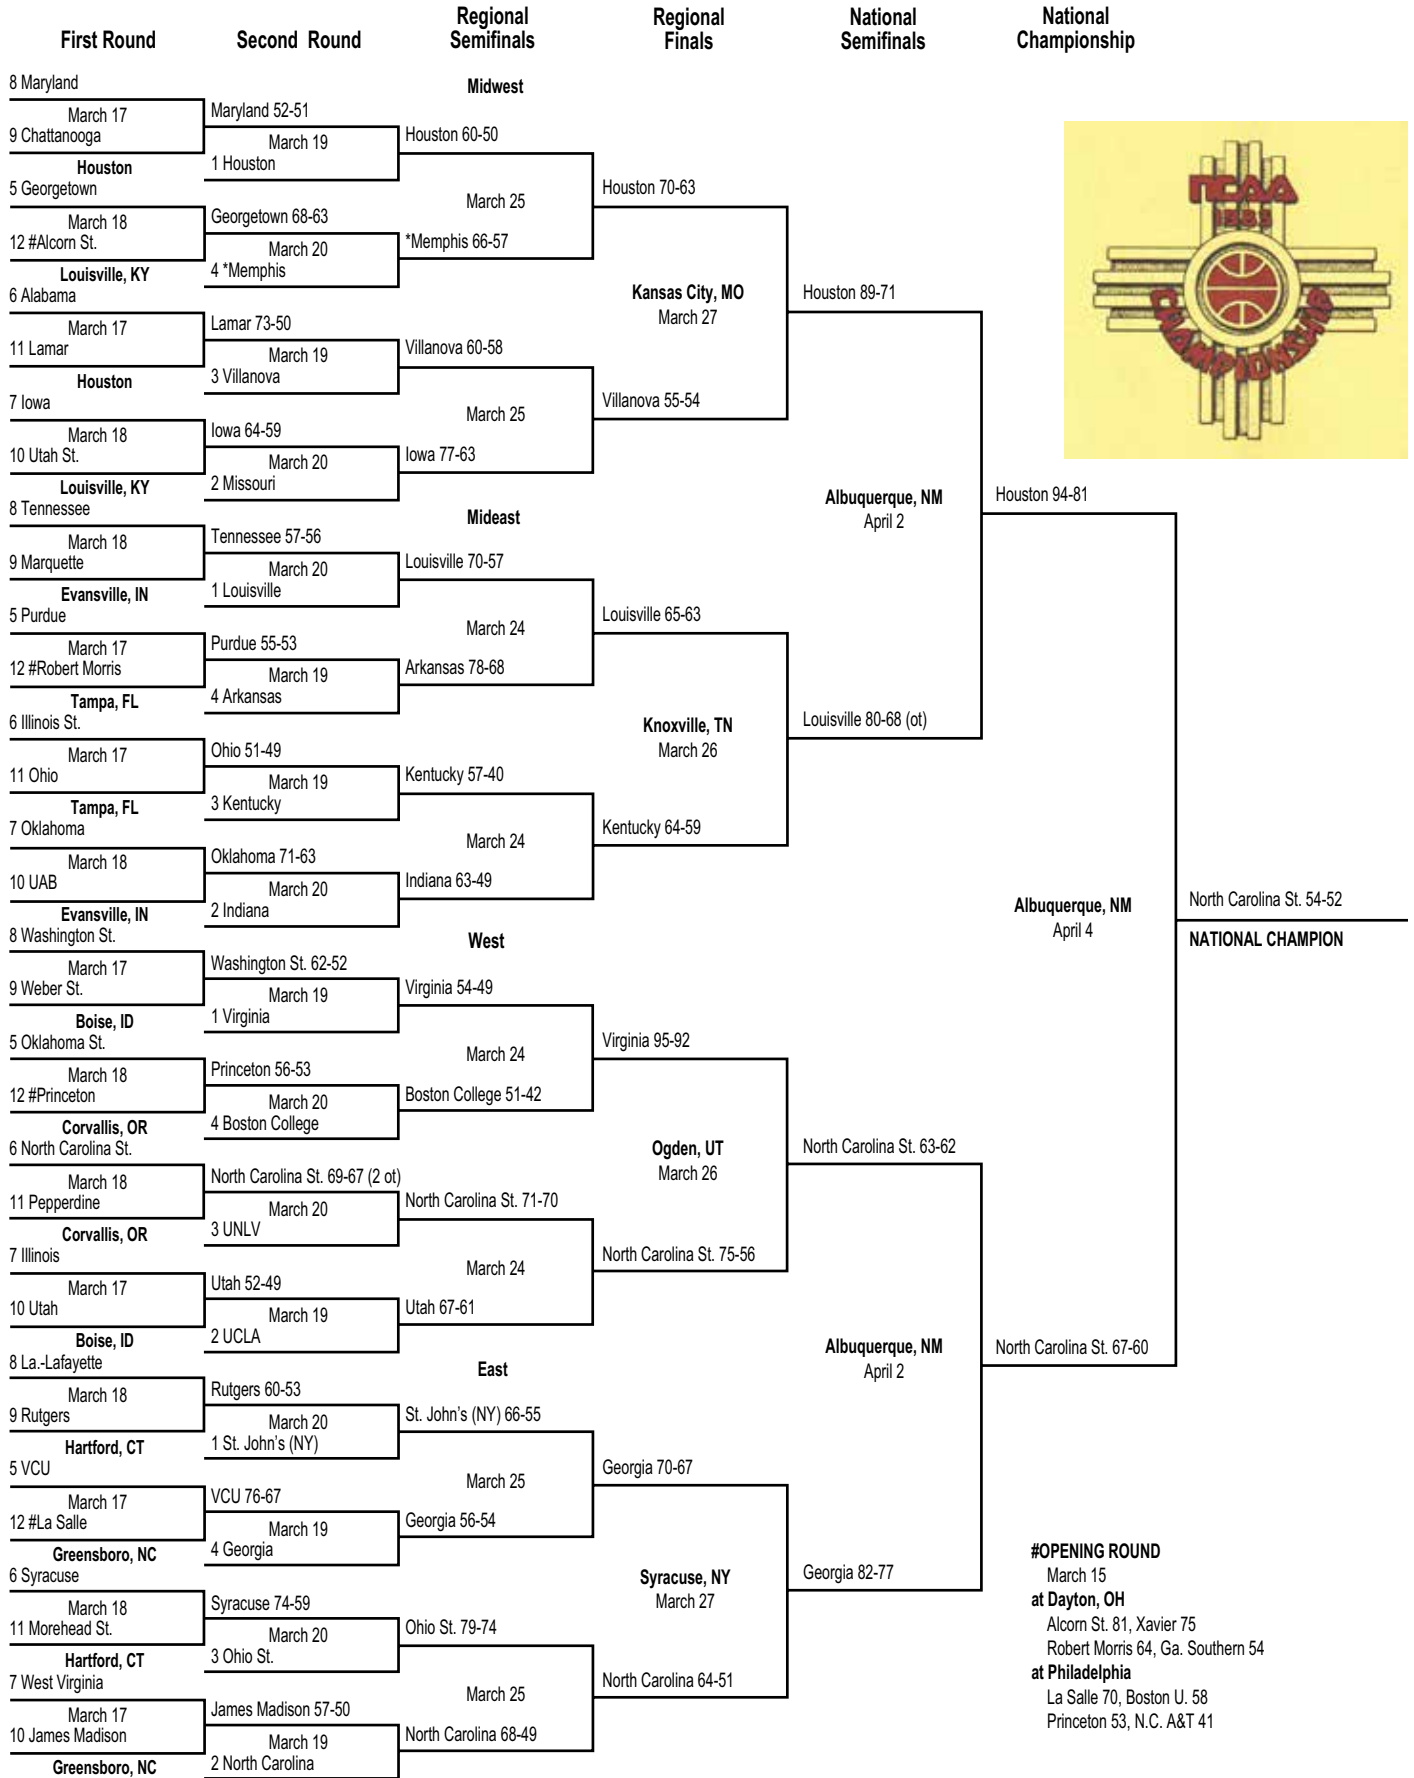 First Round
Second Round
Regional
Semifinals
Regional
Finals
National
Semifinals
National
Championship
8 Maryland
March 17
9 Chattanooga
Houston
5 Georgetown
March 18
12 #Alcorn St.
Louisville, KY
6 Alabama
March 17
11 Lamar
Houston
7 Iowa
March 18
10 Utah St.
Louisville, KY
8 Tennessee
March 18
9 Marquette
Evansville, IN
5 Purdue
March 17
12 #Robert Morris
Tampa, FL
6 Illinois St.
March 17
11 Ohio
Tampa, FL
7 Oklahoma
March 18
10 UAB
Evansville, IN
8 Washington St.
March 17
9 Weber St.
Boise, ID
5 Oklahoma St.
March 18
12 #Princeton
Corvallis, OR
6 North Carolina St.
March 18
11 Pepperdine
Corvallis, OR
7 Illinois
March 17
10 Utah
Boise, ID
8 La.-Lafayette
March 18
9 Rutgers
Hartford, CT
5 VCU
March 17
12 #La Salle
Greensboro, NC
6 Syracuse
March 18
11 Morehead St.
Hartford, CT
7 West Virginia
March 17
10 James Madison
Greensboro, NC
Maryland 52-51
March 19
1 Houston
Georgetown 68-63
March 20
4 *Memphis
Lamar 73-50
March 19
3 Villanova
Iowa 64-59
March 20
2 Missouri
Tennessee 57-56
March 20
1 Louisville
Purdue 55-53
March 19
4 Arkansas
Ohio 51-49
March 19
3 Kentucky
Oklahoma 71-63
March 20
2 Indiana
Washington St. 62-52
March 19
1 Virginia
Princeton 56-53
March 20
4 Boston College
North Carolina St. 69-67 (2 ot)
March 20
3 UNLV
Utah 52-49
March 19
2 UCLA
Rutgers 60-53
March 20
1 St. John's (NY)
VCU 76-67
March 19
4 Georgia
Syracuse 74-59
March 20
3 Ohio St.
James Madison 57-50
March 19
2 North Carolina
Midwest
Houston 60-50
March 25
*Memphis 66-57
Villanova 60-58
March 25
Iowa 77-63
Mideast
Louisville 70-57
March 24
Arkansas 78-68
Kentucky 57-40
March 24
Indiana 63-49
West
Virginia 54-49
March 24
Boston College 51-42
North Carolina St. 71-70
March 24
Utah 67-61
East
St. John's (NY) 66-55
March 25
Georgia 56-54
Ohio St. 79-74
March 25
North Carolina 68-49
Houston 70-63
Kansas City, MO
March 27
Villanova 55-54
Louisville 65-63
Knoxville, TN
March 26
Kentucky 64-59
Virginia 95-92
Ogden, UT
March 26
North Carolina St. 75-56
Georgia 70-67
Syracuse, NY
March 27
North Carolina 64-51
Houston 89-71
Albuquerque, NM
April 2
Louisville 80-68 (ot)
North Carolina St. 63-62
Albuquerque, NM
April 2
Georgia 82-77
Houston 94-81
Albuquerque, NM
April 4
North Carolina St. 67-60
North Carolina St. 54-52
NATIONAL CHAMPION
NCAA
1983
CHAMPIONSHIP
#OPENING ROUND
March 15
at Dayton, OH
Alcorn St. 81, Xavier 75
Robert Morris 64, Ga. Southern 54
at Philadelphia
La Salle 70, Boston U. 58
Princeton 53, N.C. A&T 41